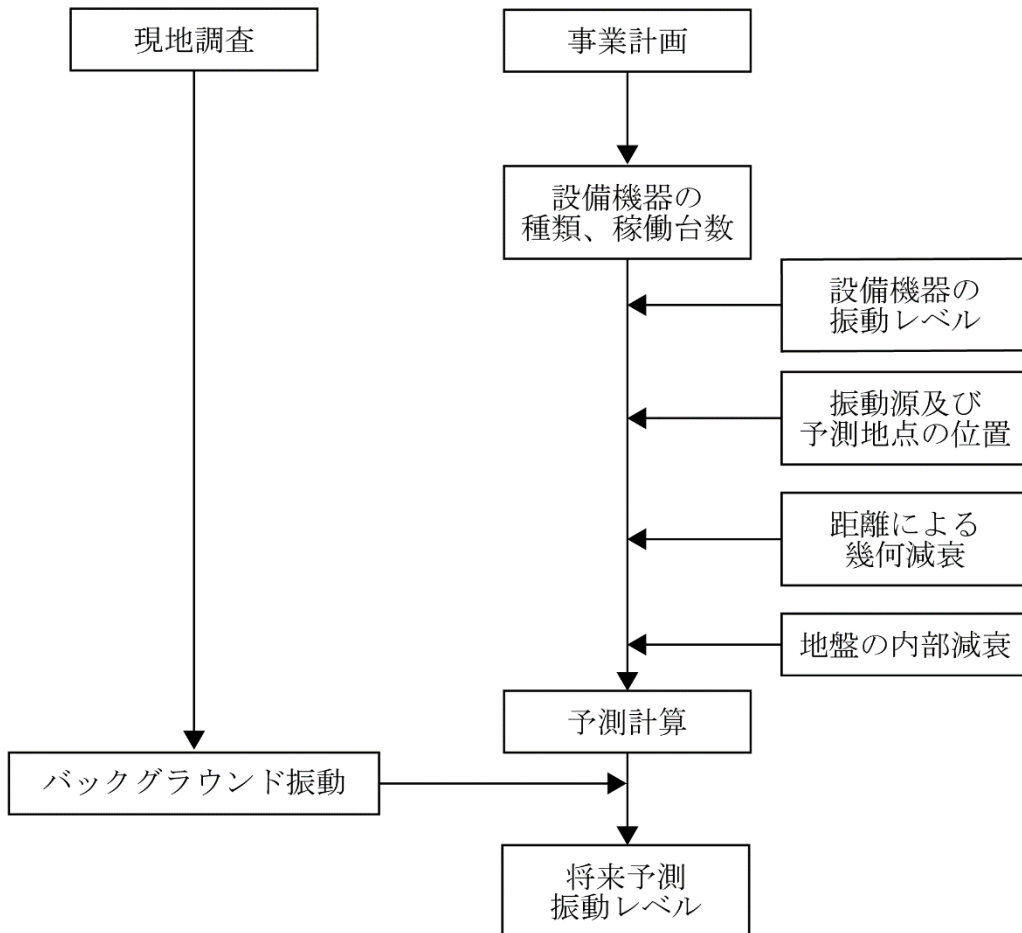 現地調査
事業計画
設備機器の
種類、稼働台数
設備機器の
振動レベル
振動源及び
予測地点の位置
距離による
幾何減衰
地盤の内部減衰
予測計算
バックグラウンド振動
将来予測
振動レベル